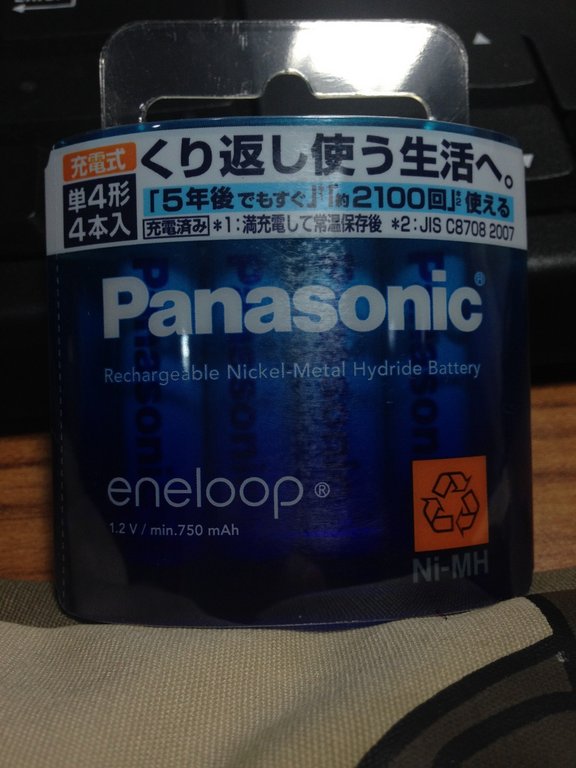 充電式
くり返し使う生活へ。
単4形
4本入
「5年後でもすぐ」*1「約2100回」*2使える
充電済み *1:満充電して常温保存後 *2:JIS C8708 2007
Panasonic®
Rechargeable Nickel-Metal Hydride Battery
eneloop®
1.2 V / min.750 mAh
Ni-MH
Panasonic
Panasonic
Panasonic